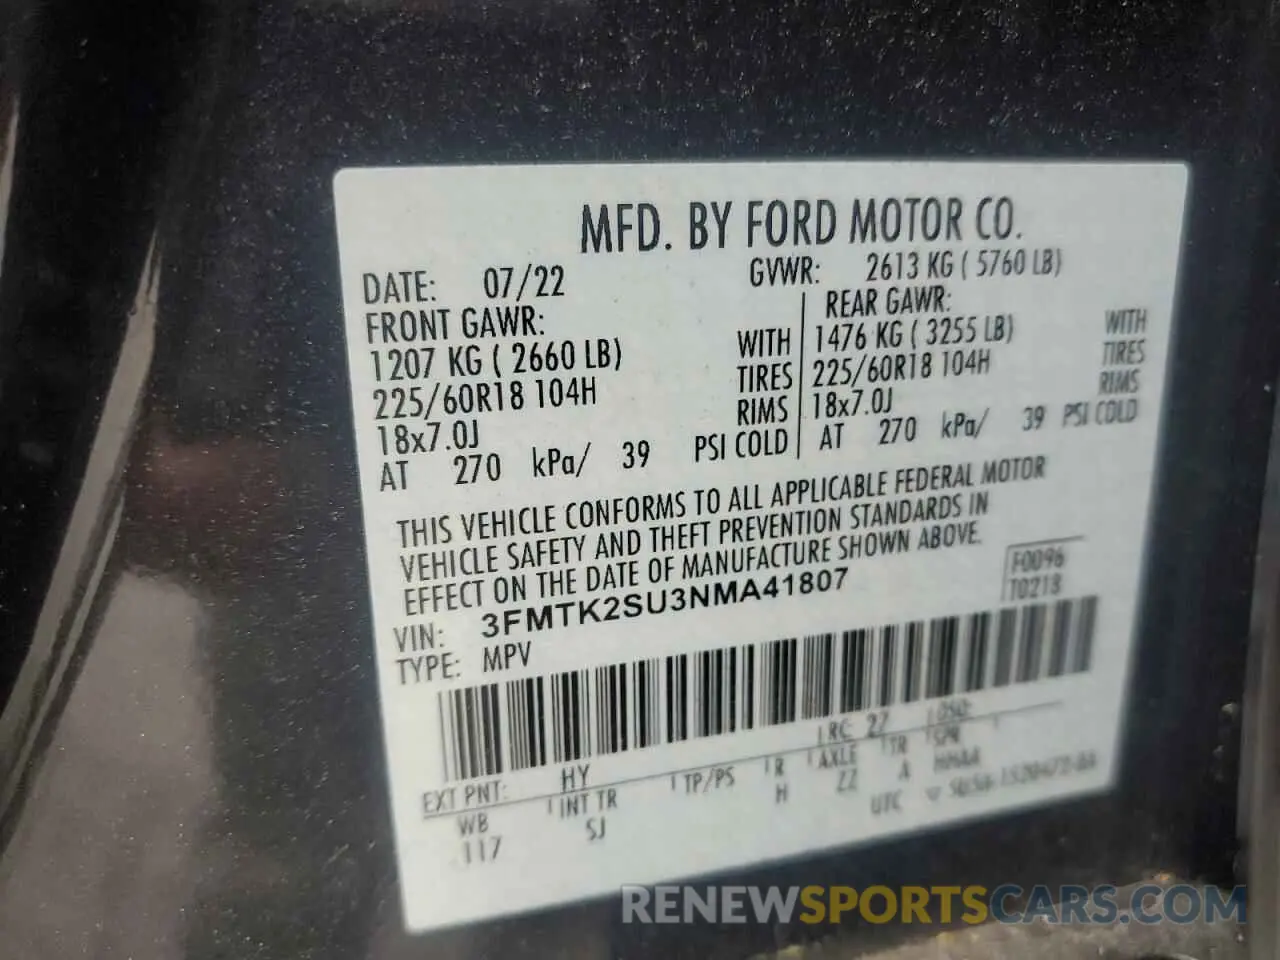 MFD. BY FORD MOTOR CO.
DATE: 07/22 GVWR: 2613 KG ( 5760 LB)
FRONT GAWR: REAR GAWR:
1207 KG ( 2660 LB) WITH 1476 KG ( 3255 LB) WITH
225/60R18 104H TIRES 225/60R18 104H TIRES
18x7.0J RIMS 18x7.0J RIMS
AT 270 kPa/ 39 PSI COLD AT 270 kPa/ 39 PSI COLD
THIS VEHICLE CONFORMS TO ALL APPLICABLE FEDERAL MOTOR
VEHICLE SAFETY AND THEFT PREVENTION STANDARDS IN
EFFECT ON THE DATE OF MANUFACTURE SHOWN ABOVE.
VIN: 3FMTK2SU3NMA41807 F0096
TYPE: MPV T0218
EXT PNT: HY RC: 27 DSO:
WB INT TR TP/PS R AXLE TR SPR
117 SJ H ZZ A
UTC
RENEWSPORTSCARS.COM